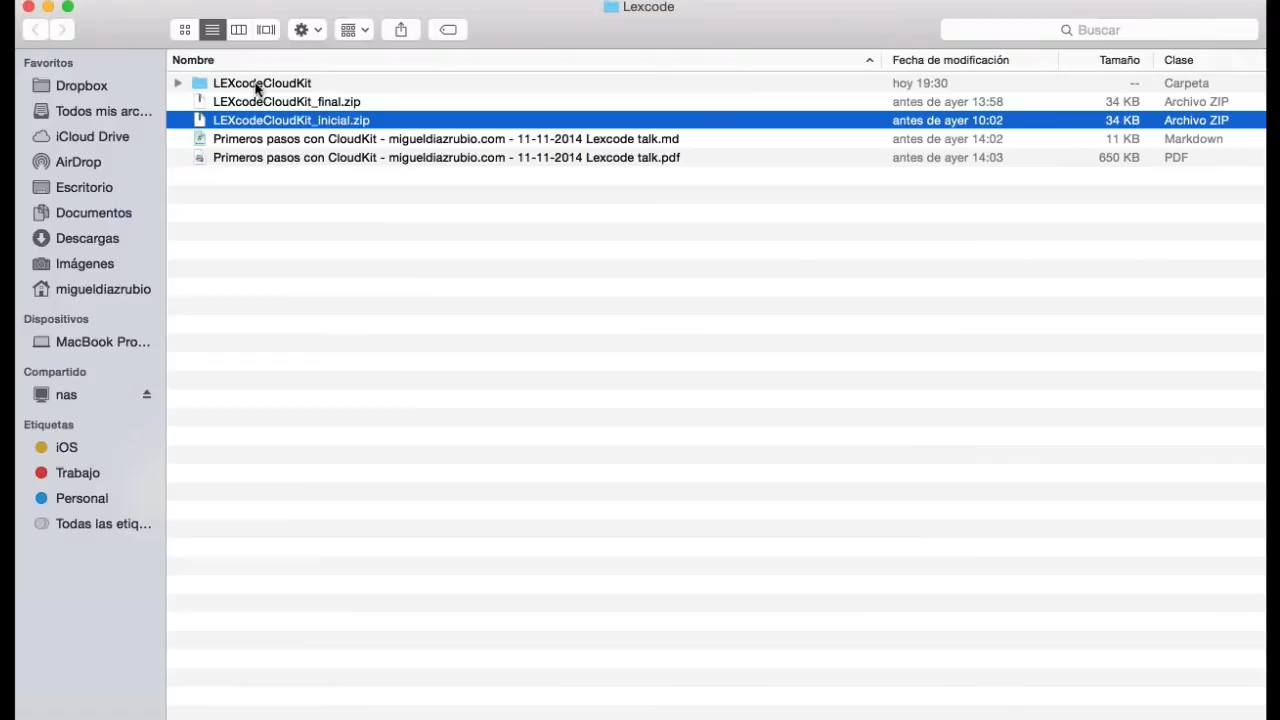 Lexcode
Buscar
Favoritos
Dropbox
Todos mis arc...
iCloud Drive
AirDrop
Escritorio
Documentos
Descargas
Imágenes
migueldiazrubio
Dispositivos
MacBook Pro...
Compartido
nas
Etiquetas
iOS
Trabajo
Personal
Todas las etiq...
Nombre Fecha de modificación Tamaño Clase
LEXcodeCloudKit hoy 19:30 -- Carpeta
LEXcodeCloudKit_final.zip antes de ayer 13:58 34 KB Archivo ZIP
LEXcodeCloudKit_inicial.zip antes de ayer 10:02 34 KB Archivo ZIP
Primeros pasos con CloudKit - migueldiazrubio.com - 11-11-2014 Lexcode talk.md antes de ayer 14:02 11 KB Markdown
Primeros pasos con CloudKit - migueldiazrubio.com - 11-11-2014 Lexcode talk.pdf antes de ayer 14:03 650 KB PDF